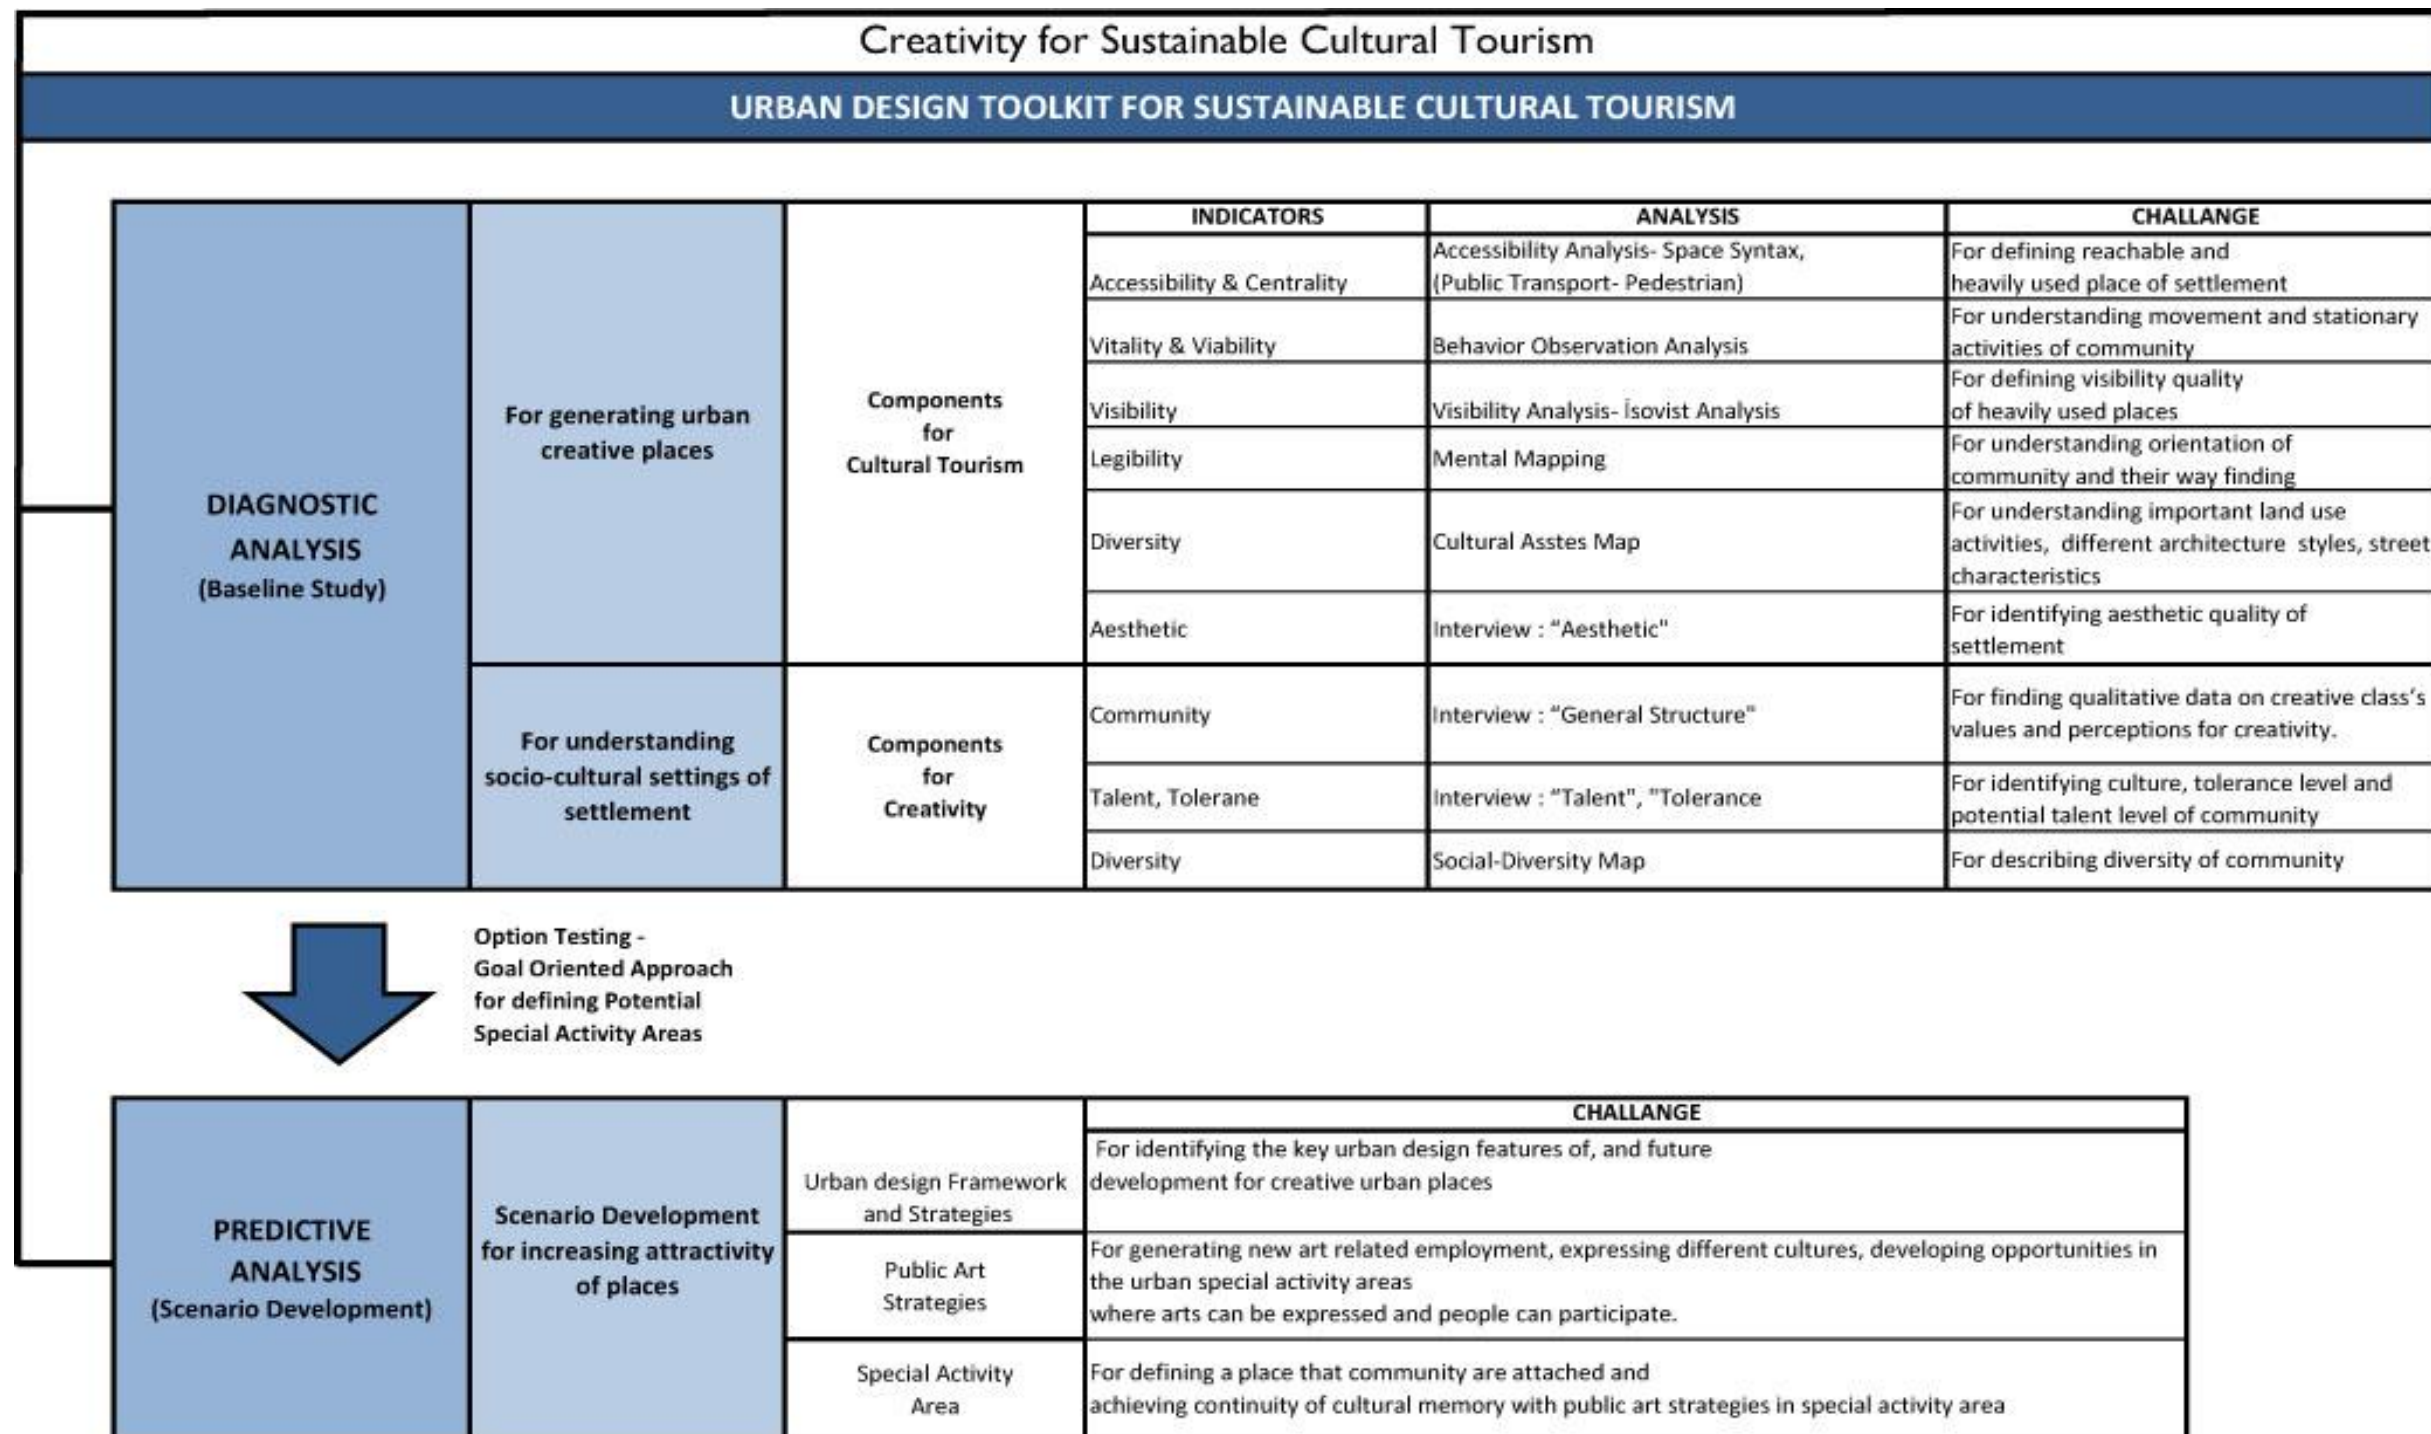 Creativity for Sustainable Cultural Tourism
URBAN DESIGN TOOLKIT FOR SUSTAINABLE CULTURAL TOURISM
DIAGNOSTIC
ANALYSIS
(Baseline Study)
For generating urban
creative places
Components
for
Cultural Tourism
INDICATORS
ANALYSIS
CHALLANGE
Accessibility & Centrality
Accessibility Analysis- Space Syntax,
(Public Transport- Pedestrian)
For defining reachable and
heavily used place of settlement
Vitality & Viability
Behavior Observation Analysis
For understanding movement and stationary
activities of community
Visibility
Visibility Analysis- İsovist Analysis
For defining visibility quality
of heavily used places
Legibility
Mental Mapping
For understanding orientation of
community and their way finding
Diversity
Cultural Asstes Map
For understanding important land use
activities, different architecture styles, street
characteristics
Aesthetic
Interview : “Aesthetic"
For identifying aesthetic quality of
settlement
For understanding
socio-cultural settings of
settlement
Components
for
Creativity
Community
Interview : “General Structure"
For finding qualitative data on creative class’s
values and perceptions for creativity.
Talent, Tolerane
Interview : “Talent", "Tolerance
For identifying culture, tolerance level and
potential talent level of community
Diversity
Social-Diversity Map
For describing diversity of community
Option Testing -
Goal Oriented Approach
for defining Potential
Special Activity Areas
PREDICTIVE
ANALYSIS
(Scenario Development)
Scenario Development
for increasing attractivity
of places
CHALLANGE
Urban design Framework
and Strategies
For identifying the key urban design features of, and future
development for creative urban places
Public Art
Strategies
For generating new art related employment, expressing different cultures, developing opportunities in
the urban special activity areas
where arts can be expressed and people can participate.
Special Activity
Area
For defining a place that community are attached and
achieving continuity of cultural memory with public art strategies in special activity area